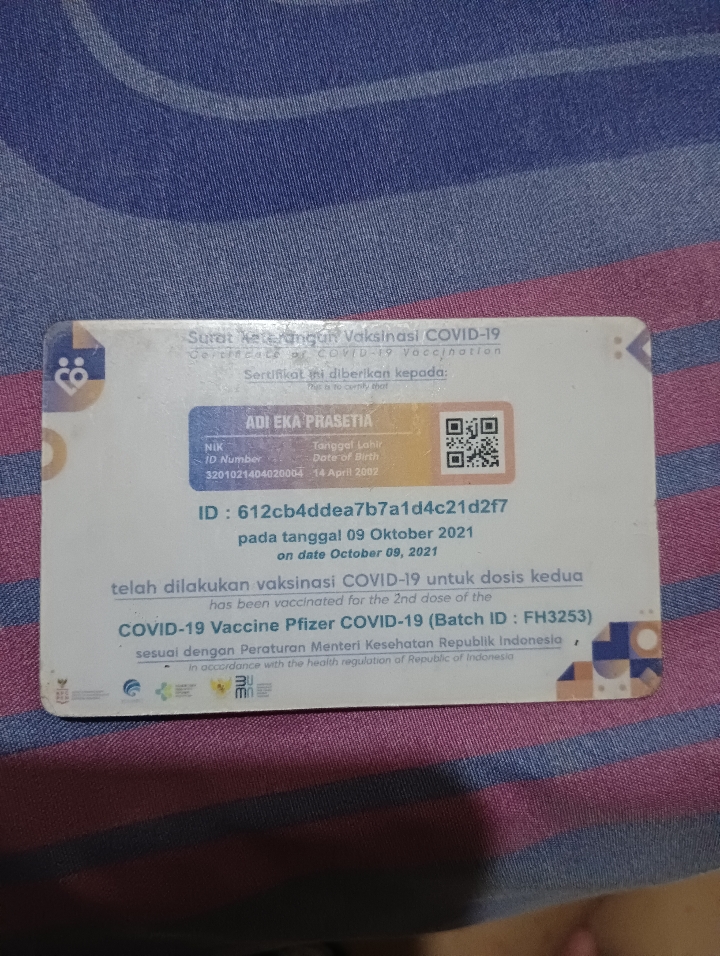 Surat Keterangan Vaksinasi COVID-19
Certificate of COVID-19 Vaccination
Sertifikat ini diberikan kepada:
This is to certify that
ADI EKA PRASETIA
NIK Tanggal Lahir
ID Number Date of Birth
3201021404020004 14 April 2002
ID : 612cb4ddea7b7a1d4c21d2f7
pada tanggal 09 Oktober 2021
on date October 09, 2021
telah dilakukan vaksinasi COVID-19 untuk dosis kedua
has been vaccinated for the 2nd dose of the
COVID-19 Vaccine Pfizer COVID-19 (Batch ID : FH3253)
sesuai dengan Peraturan Menteri Kesehatan Republik Indonesia
in accordance with the health regulation of Republic of Indonesia
BUMN